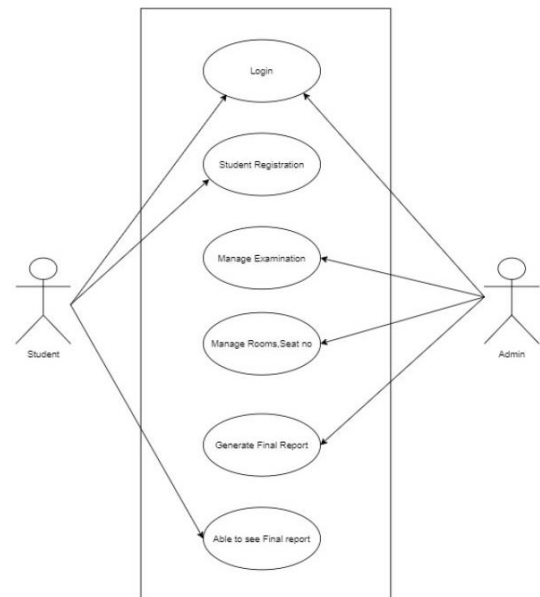 Login
Student Registration
Manage Examination
Manage Rooms,Seat no
Student
Admin
Generate Final Report
Able to see Final report